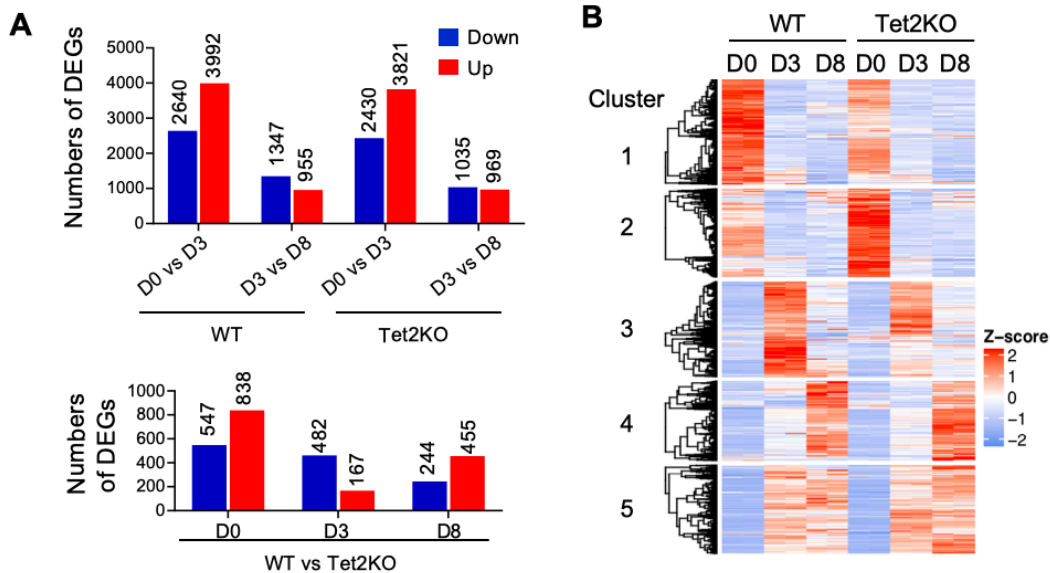 A
Numbers of DEGs
5000
4000
3000
2000
1000
0
2640
3992
1347
955
2430
3821
1035
969
Down
Up
D0 vs D3
D3 vs D8
D0 vs D3
D3 vs D8
WT
Tet2KO
Numbers
of DEGs
1000
800
600
400
200
0
547
838
482
167
244
455
D0
D3
D8
WT vs Tet2KO
B
WT
Tet2KO
D0 D3 D8 D0 D3 D8
Cluster
1
2
3
4
5
Z-score
2
1
0
-1
-2